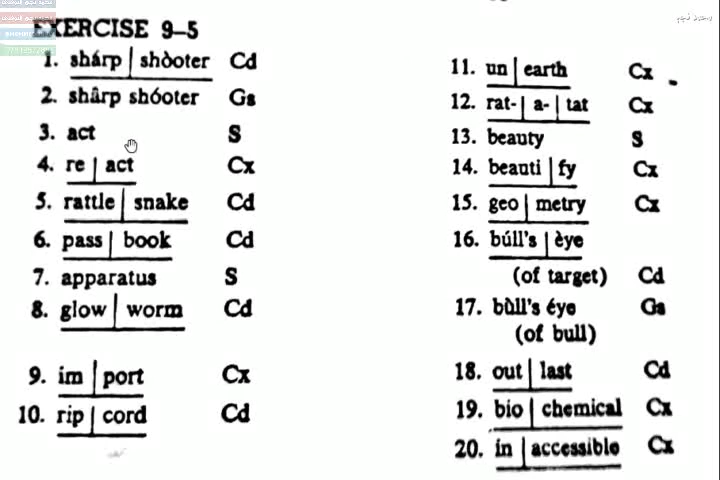 EXERCISE 9-5
1. shárp | shòoter Cd
2. shârp shóoter Gs
3. act S
4. re | act Cx
5. rattle | snake Cd
6. pass | book Cd
7. apparatus S
8. glow | worm Cd
9. im | port Cx
10. rip | cord Cd
11. un | earth Cx
12. rat- | a- | tat Cx
13. beauty S
14. beauti | fy Cx
15. geo | metry Cx
16. búll's | èye
(of target) Cd
17. bùll's éye Gs
(of bull)
18. out | last Cd
19. bio | chemical Cx
20. in | accessible Cx